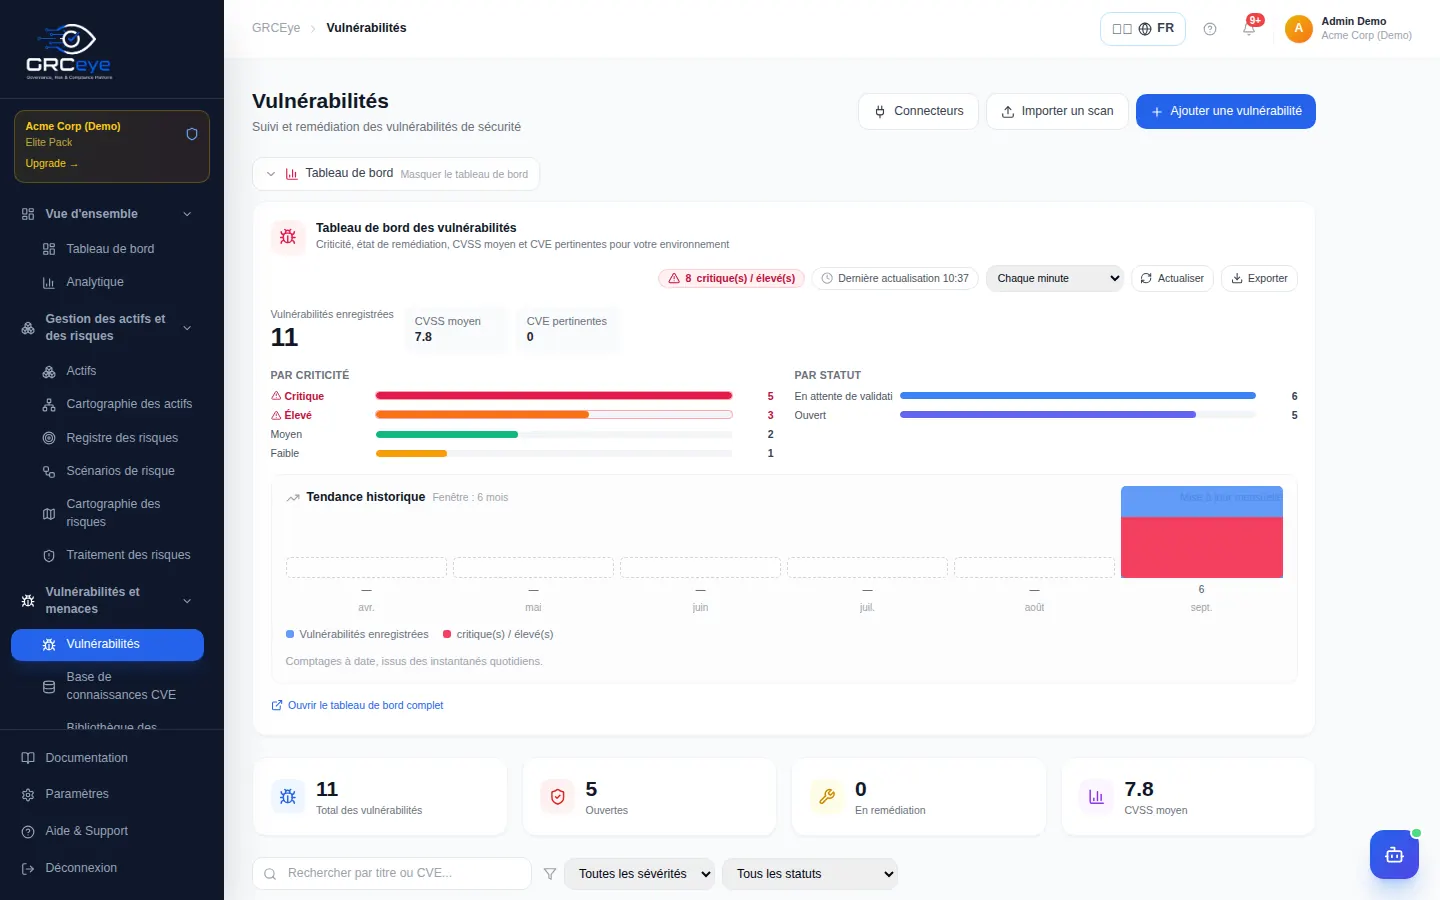 GRCeye
Governance, Risk & Compliance Platform
Acme Corp (Demo)
Elite Pack
Upgrade →
Vue d'ensemble
Tableau de bord
Analytique
Gestion des actifs et
des risques
Actifs
Cartographie des actifs
Registre des risques
Scénarios de risque
Cartographie des
risques
Traitement des risques
Vulnérabilités et
menaces
Vulnérabilités
Base de
connaissances CVE
Bibliothèque des
Documentation
Paramètres
Aide & Support
Déconnexion
GRCEye > Vulnérabilités
FR
9+
A
Admin Demo
Acme Corp (Demo)
Vulnérabilités
Suivi et remédiation des vulnérabilités de sécurité
Connecteurs
Importer un scan
+ Ajouter une vulnérabilité
Tableau de bord Masquer le tableau de bord
Tableau de bord des vulnérabilités
Criticité, état de remédiation, CVSS moyen et CVE pertinentes pour votre environnement
8 critique(s) / élevé(s)
Dernière actualisation 10:37
Chaque minute
Actualiser
Exporter
Vulnérabilités enregistrées
11
CVSS moyen
7.8
CVE pertinentes
0
PAR CRITICITÉ
Critique 5
Élevé 3
Moyen 2
Faible 1
PAR STATUT
En attente de validati 6
Ouvert 5
Tendance historique Fenêtre : 6 mois
Mise à jour mensuelle
— — — — — 6
avr. mai juin juil. août sept.
Vulnérabilités enregistrées critique(s) / élevé(s)
Comptages à date, issus des instantanés quotidiens.
Ouvrir le tableau de bord complet
11
Total des vulnérabilités
5
Ouvertes
0
En remédiation
7.8
CVSS moyen
Rechercher par titre ou CVE...
Toutes les sévérités
Tous les statuts